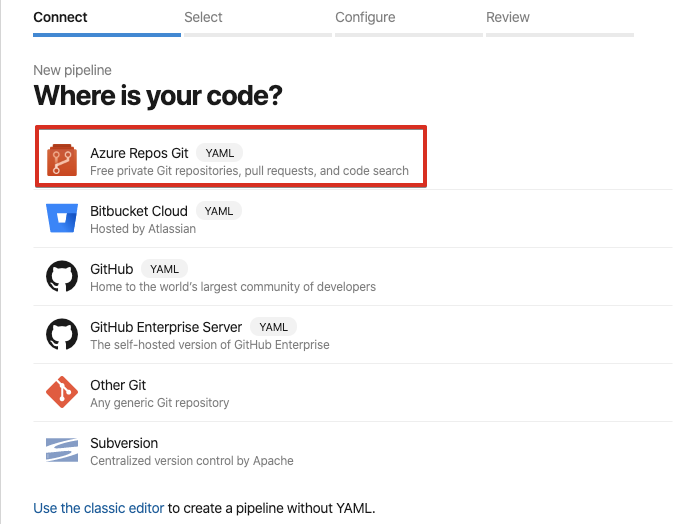 Connect Select Configure Review
New pipeline
Where is your code?
Azure Repos Git YAML
Free private Git repositories, pull requests, and code search
Bitbucket Cloud YAML
Hosted by Atlassian
GitHub YAML
Home to the world's largest community of developers
GitHub Enterprise Server YAML
The self-hosted version of GitHub Enterprise
Other Git
Any generic Git repository
Subversion
Centralized version control by Apache
Use the classic editor to create a pipeline without YAML.